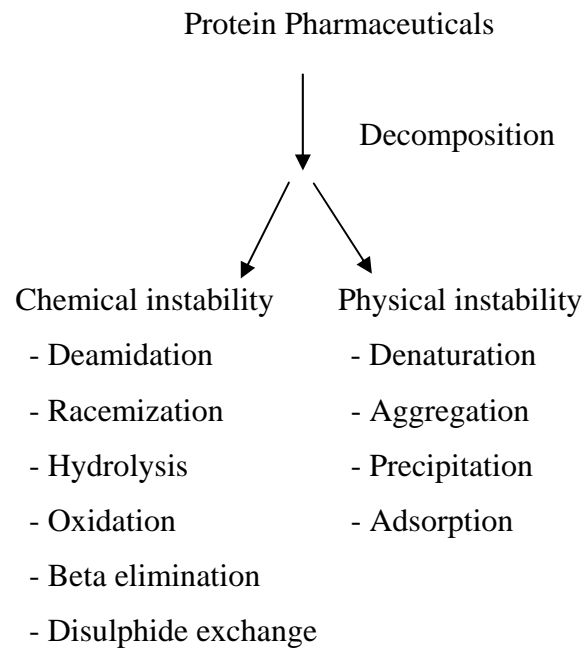 Protein Pharmaceuticals
Decomposition
Chemical instability
- Deamidation
- Racemization
- Hydrolysis
- Oxidation
- Beta elimination
- Disulphide exchange
Physical instability
- Denaturation
- Aggregation
- Precipitation
- Adsorption